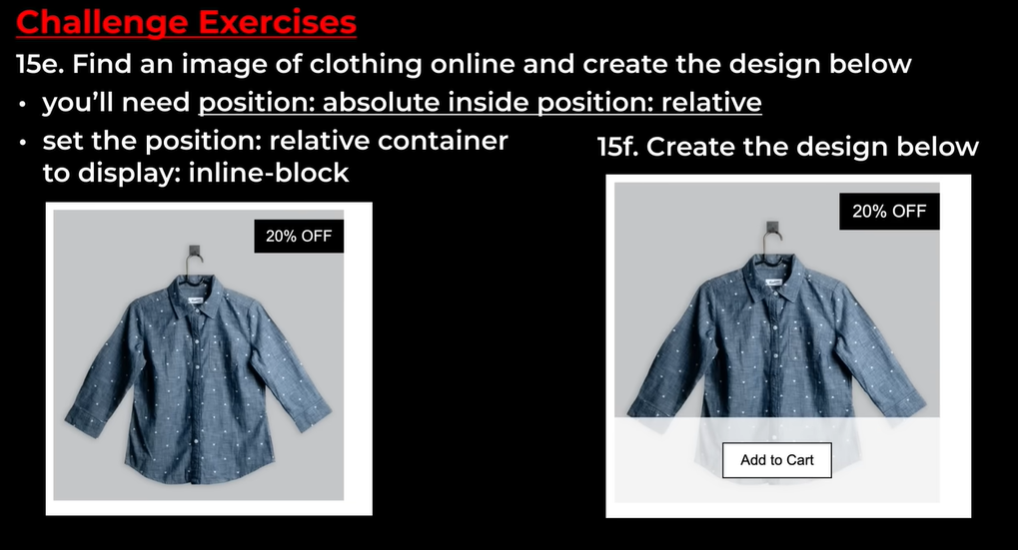 Challenge Exercises
15e. Find an image of clothing online and create the design below
• you'll need position: absolute inside position: relative
• set the position: relative container
to display: inline-block
20% OFF
15f. Create the design below
20% OFF
Add to Cart